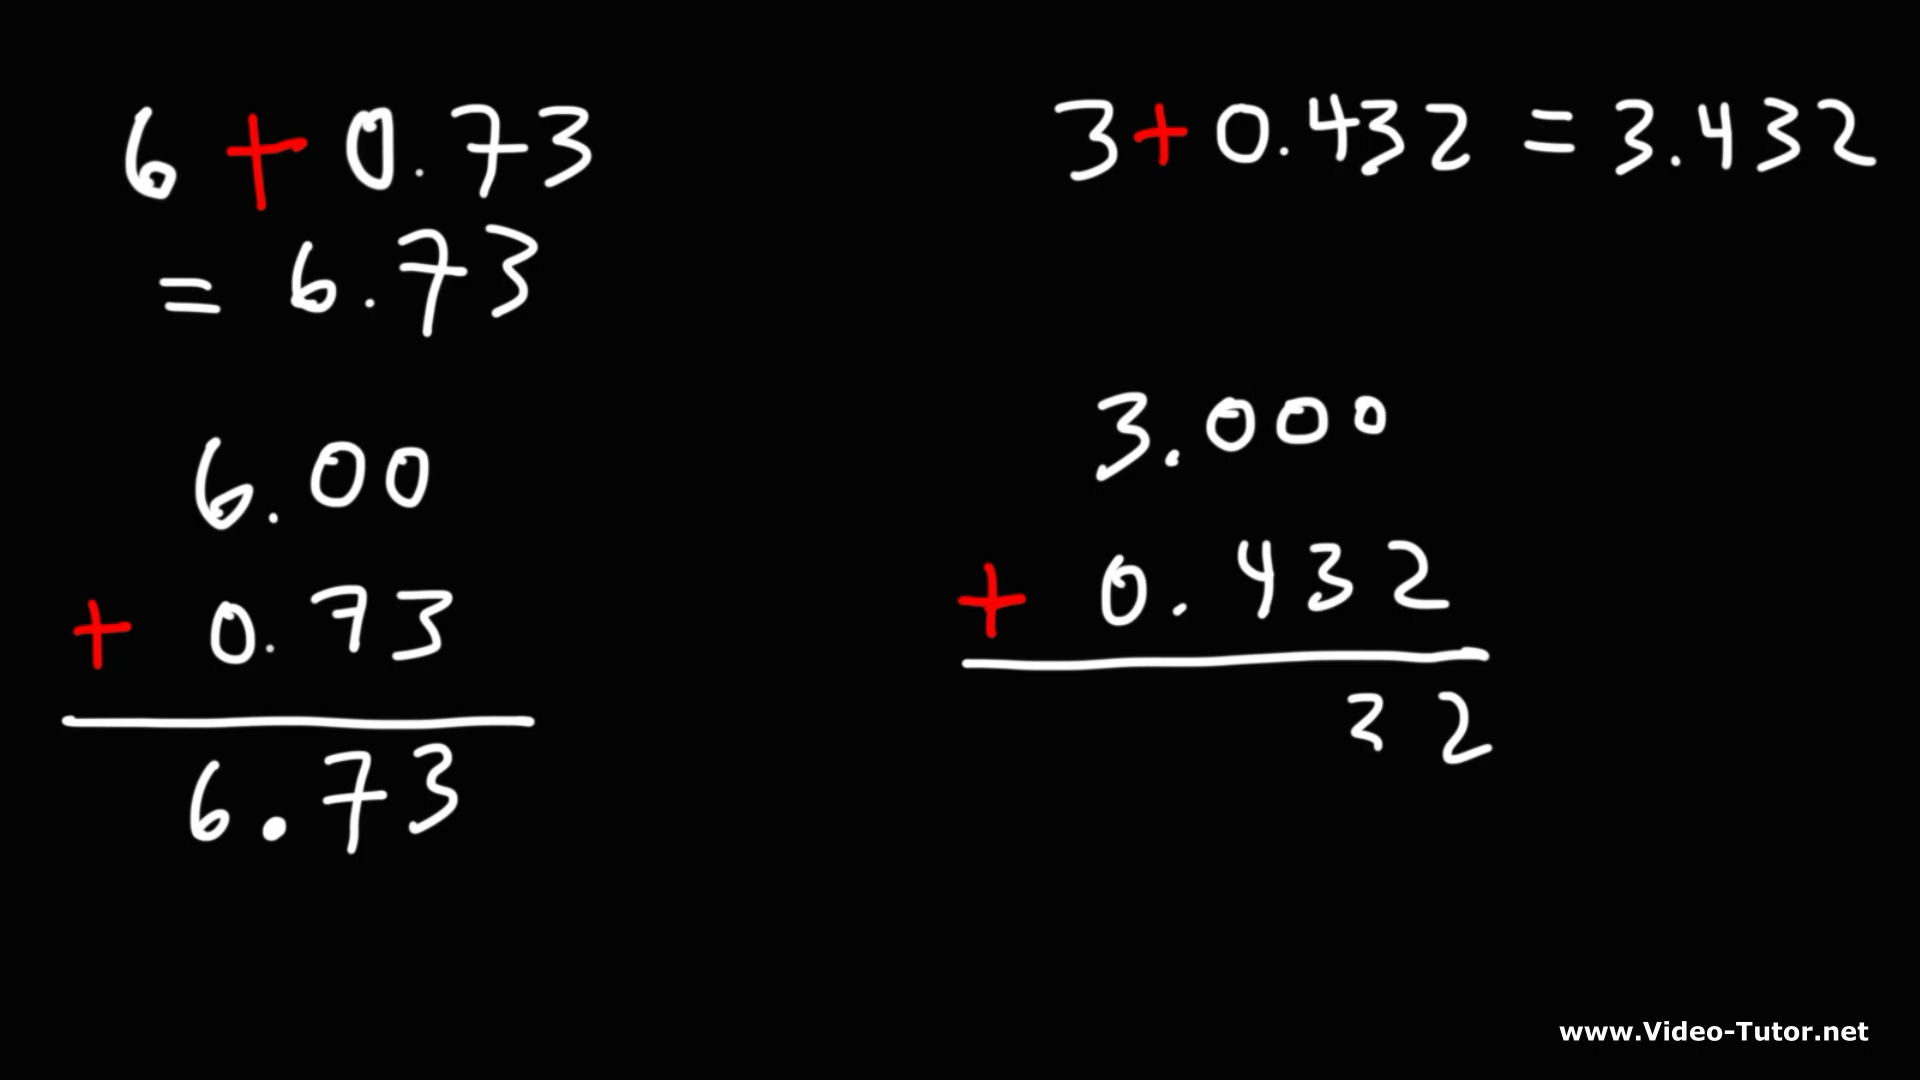 6 + 0.73
= 6.73
6.00
+ 0.73
6.73
3 + 0.432 = 3.432
3.000
+ 0.432
32
www.Video-Tutor.net